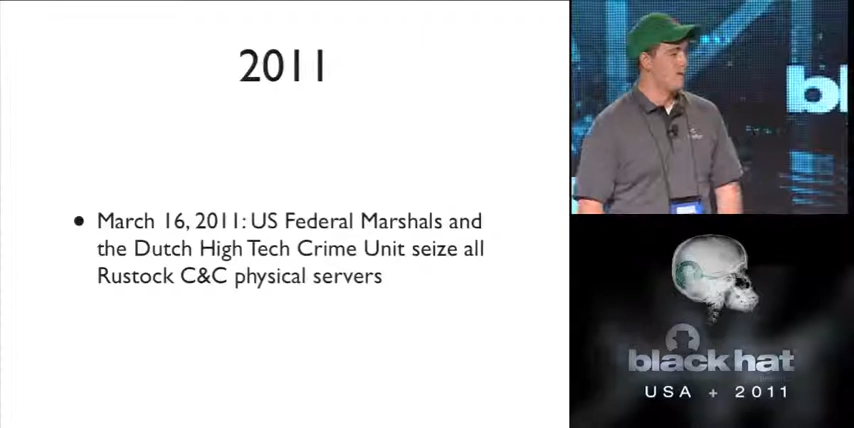 2011
• March 16, 2011: US Federal Marshals and
the Dutch High Tech Crime Unit seize all
Rustock C&C physical servers
bl
black hat
USA + 2011